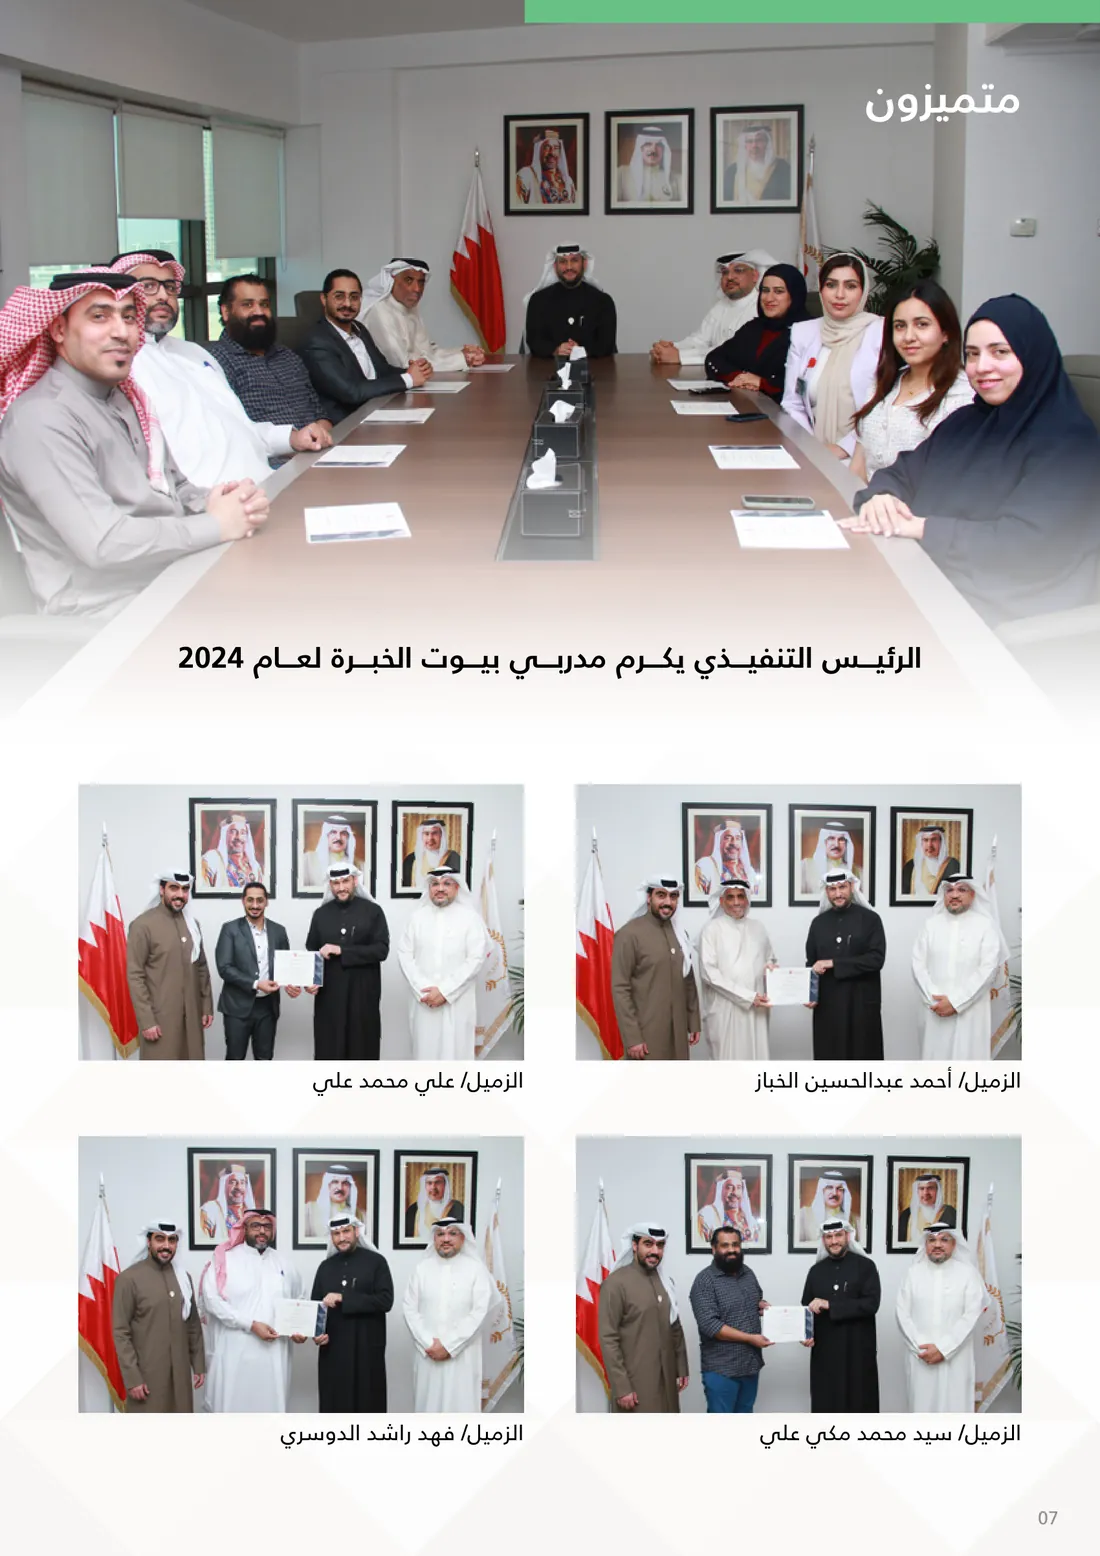 متميزون
الرئيس التنفيذي يكرم مدربي بيوت الخبرة لعام 2024
الزميل/ أحمد عبدالحسين الخباز
الزميل/ علي محمد علي
الزميل/ سيد محمد مكي علي
الزميل/ فهد راشد الدوسري
07